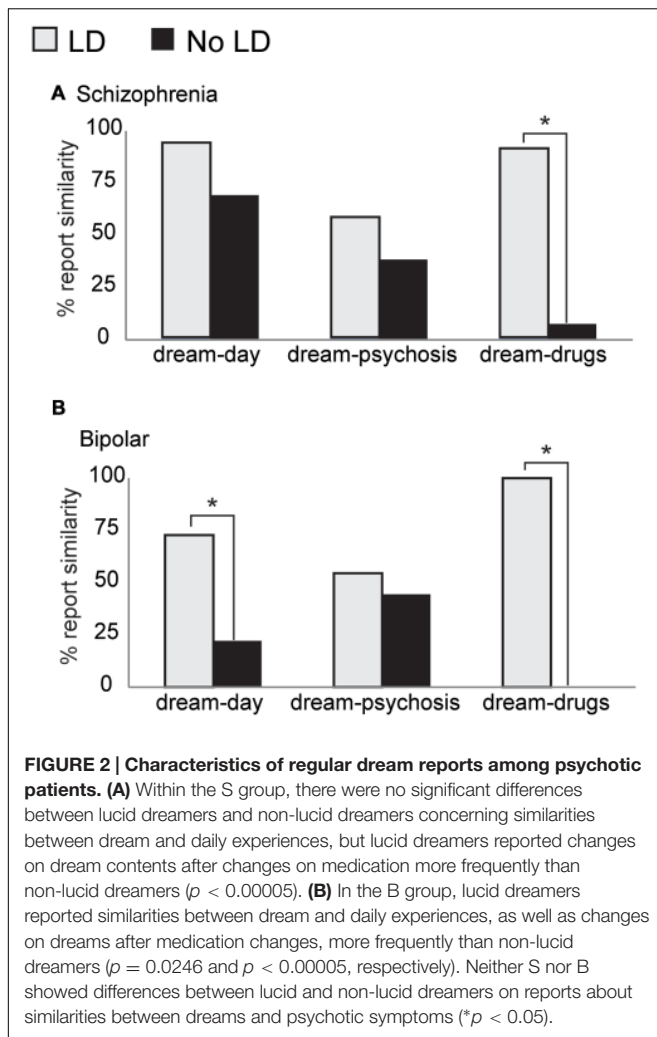 LD No LD
A Schizophrenia
% report similarity
100
75
50
25
0
*
dream-day dream-psychosis dream-drugs
B
Bipolar
% report similarity
100
75
50
25
0
* *
dream-day dream-psychosis dream-drugs
FIGURE 2 | Characteristics of regular dream reports among psychotic
patients. (A) Within the S group, there were no significant differences
between lucid dreamers and non-lucid dreamers concerning similarities
between dream and daily experiences, but lucid dreamers reported changes
on dream contents after changes on medication more frequently than
non-lucid dreamers (p < 0.00005). (B) In the B group, lucid dreamers
reported similarities between dream and daily experiences, as well as changes
on dreams after medication changes, more frequently than non-lucid
dreamers (p = 0.0246 and p < 0.00005, respectively). Neither S nor B
showed differences between lucid and non-lucid dreamers on reports about
similarities between dreams and psychotic symptoms (*p < 0.05).